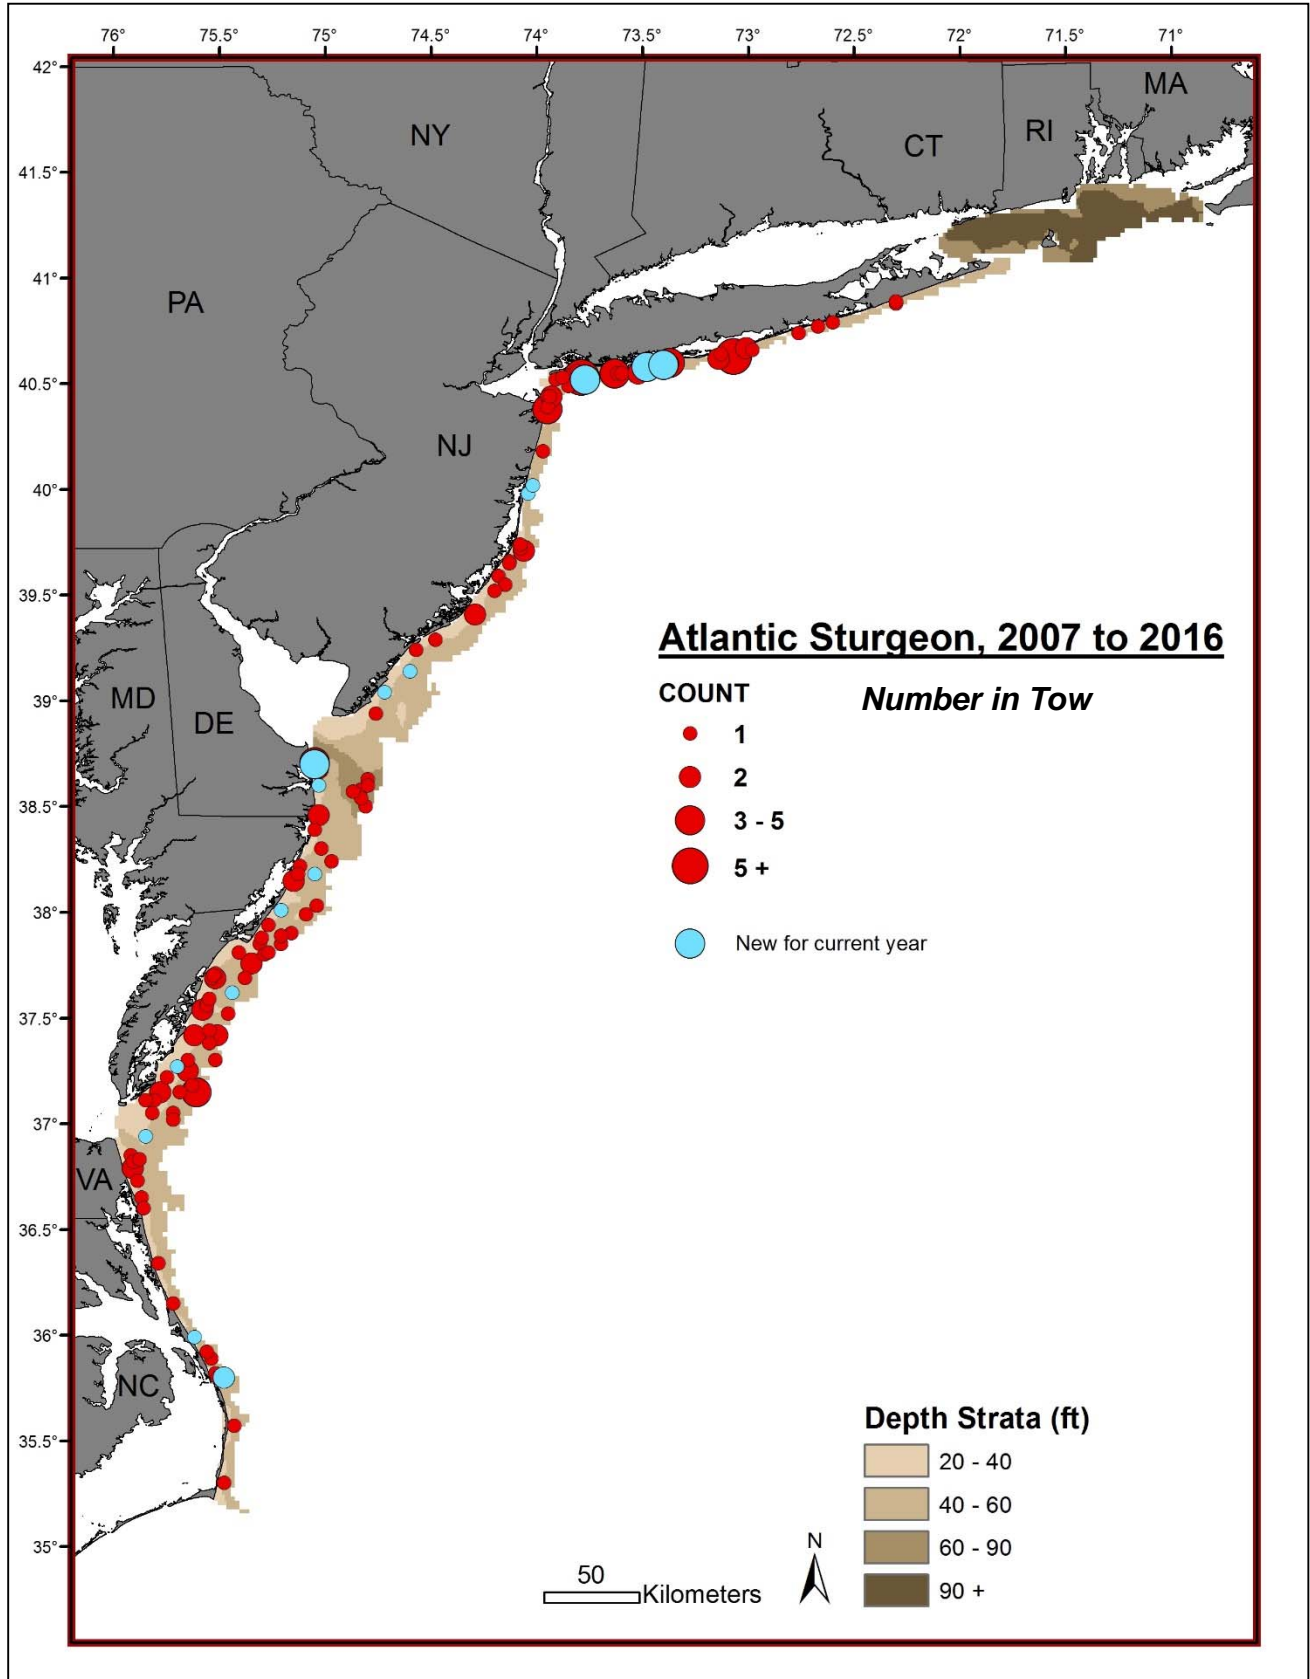 76° 75.5° 75° 74.5° 74° 73.5° 73° 72.5° 72° 71.5° 71°
42°
MA
NY
RI
CT
41.5°
41°
PA
40.5°
NJ
40°
39.5°
Atlantic Sturgeon, 2007 to 2016
COUNT Number in Tow
39°
MD
DE
1
2
38.5°
3 - 5
5 +
38°
New for current year
37.5°
37°
VA
36.5°
36°
NC
35.5°
Depth Strata (ft)
20 - 40
40 - 60
35°
60 - 90
N
50
Kilometers
90 +